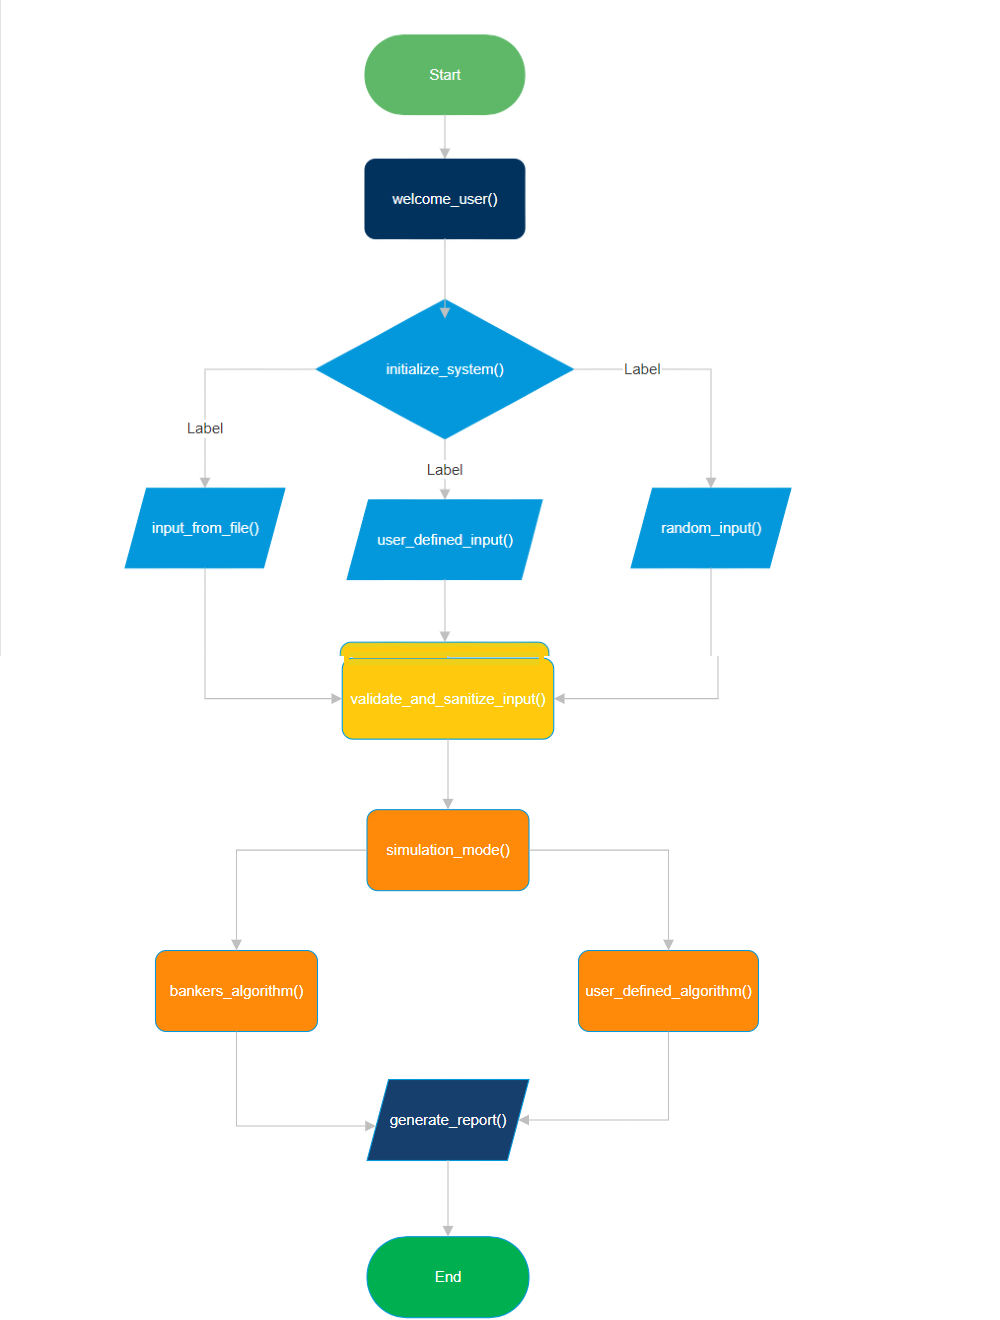 Start
welcome_user()
initialize_system()
Label
Label
Label
input_from_file()
user_defined_input()
random_input()
validate_and_sanitize_input()
simulation_mode()
bankers_algorithm()
user_defined_algorithm()
generate_report()
End